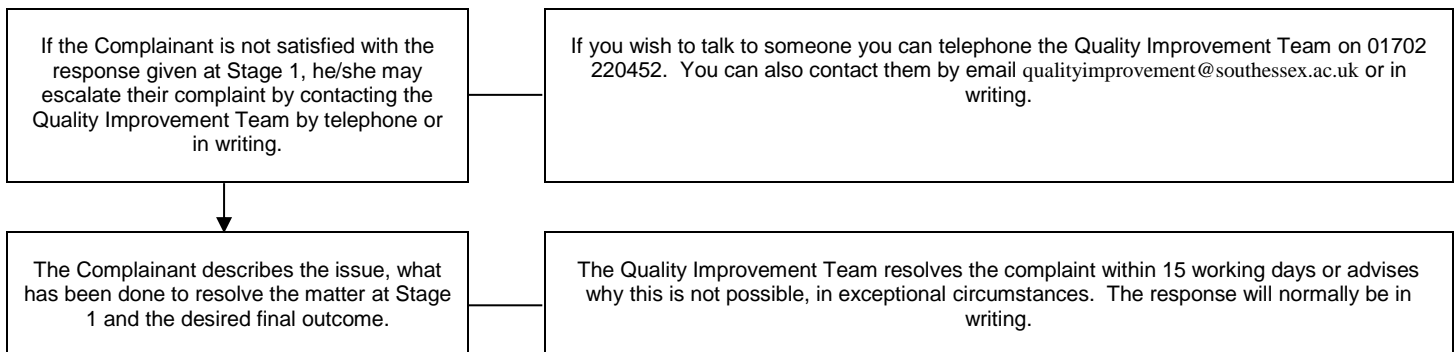 If the Complainant is not satisfied with the
response given at Stage 1, he/she may
escalate their complaint by contacting the
Quality Improvement Team by telephone or
in writing.
If you wish to talk to someone you can telephone the Quality Improvement Team on 01702
220452.  You can also contact them by email qualityimprovement@southessex.ac.uk or in
writing.
The Complainant describes the issue, what
has been done to resolve the matter at Stage
1 and the desired final outcome.
The Quality Improvement Team resolves the complaint within 15 working days or advises
why this is not possible, in exceptional circumstances.  The response will normally be in
writing.